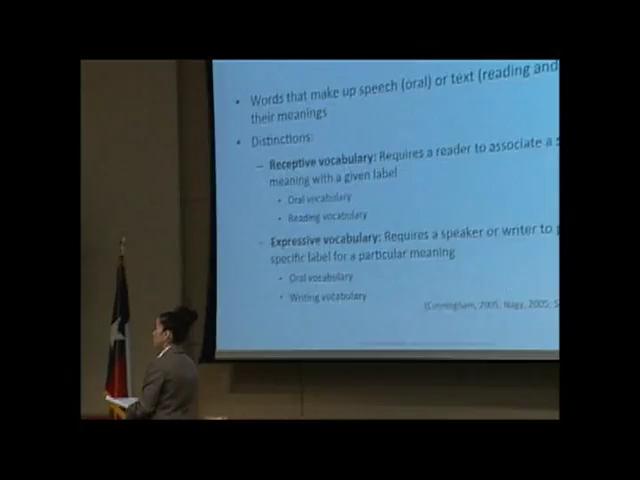 • Words that make up speech (oral) or text (reading and
their meanings
• Distinctions:
– Receptive vocabulary: Requires a reader to associate a
meaning with a given label
• Oral vocabulary
• Reading vocabulary
– Expressive vocabulary: Requires a speaker or writer to
specific label for a particular meaning
• Oral vocabulary
• Writing vocabulary
(Cunningham, 2005; Nagy, 2005;